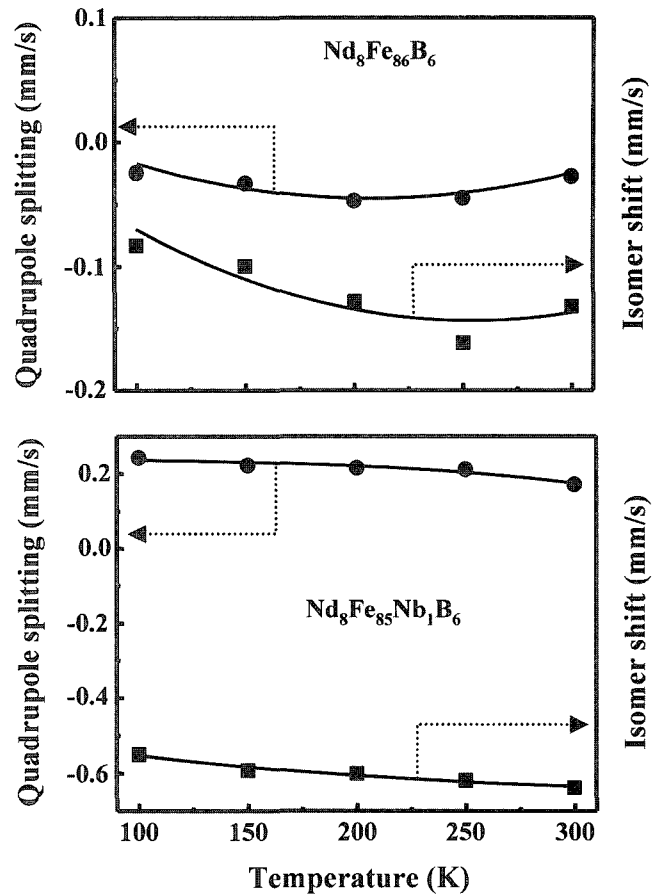 0.1
Nd8Fe86B6
0.0
-0.1
-0.2
Quadrupole splitting (mm/s)
Isomer shift (mm/s)
0.2
0.0
-0.2
-0.4
-0.6
Nd8Fe85Nb1B6
Quadrupole splitting (mm/s)
Isomer shift (mm/s)
100 150 200 250 300
Temperature (K)